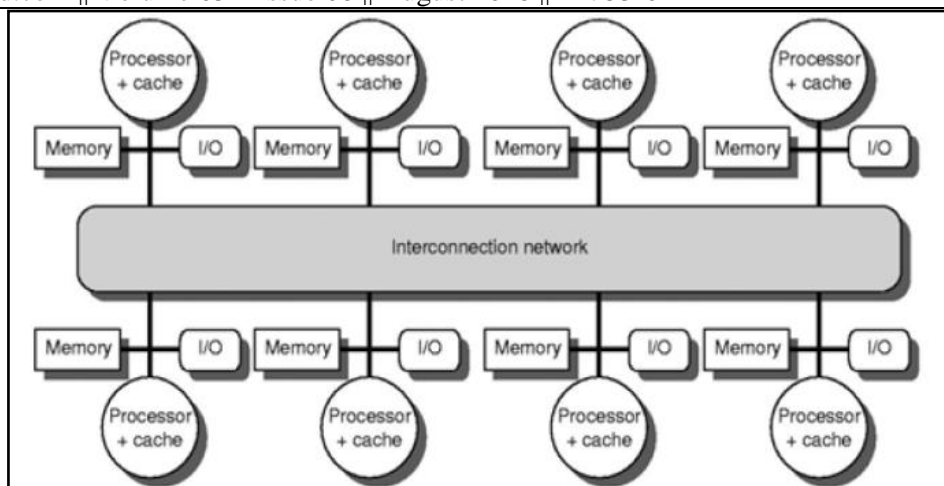 Processor Processor Processor Processor
+ cache + cache + cache + cache
Memory I/O Memory I/O Memory I/O Memory I/O
Interconnection network
Memory I/O Memory I/O Memory I/O Memory I/O
Processor Processor Processor Processor
+ cache + cache + cache + cache